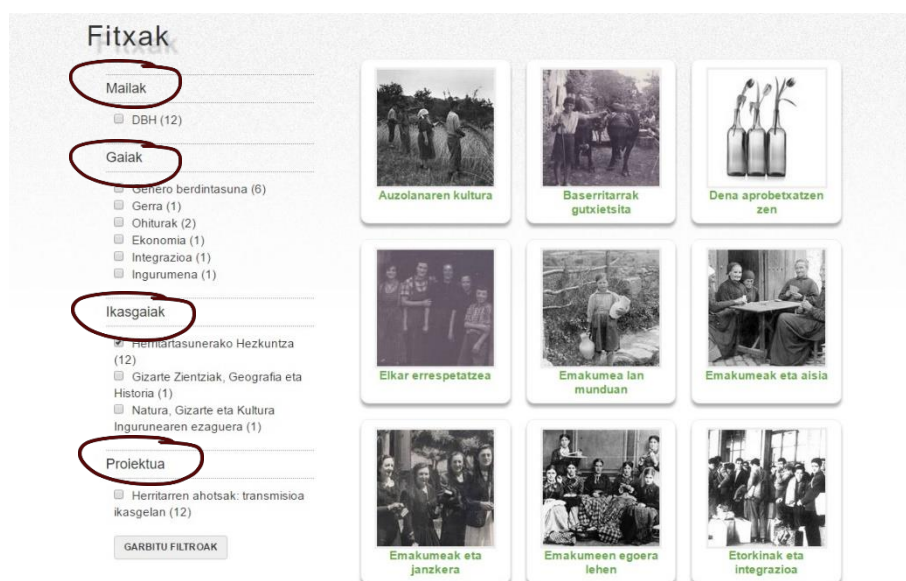 Fitxak
Mailak
DBH (12)
Gaiak
Genero berdintasuna (6)
Gerra (1)
Ohiturak (2)
Ekonomia (1)
Integrazioa (1)
Ingurumena (1)
Ikasgaiak
Herritartasunerako Hezkuntza
(12)
Gizarte Zientziak, Geografia eta
Historia (1)
Natura, Gizarte eta Kultura
Ingurunearen ezaguera (1)
Proiektua
Herritarren ahotsak: transmisioa
ikasgelan (12)
GARBITU FILTROAK
Auzolanaren kultura
Baserritarrak
gutxietsita
Dena aprobetxatzen
zen
Elkar errespetatzea
Emakumea lan
munduan
Emakumeak eta aisia
Emakumeak eta
janzkera
Emakumeen egoera
lehen
Etorkinak eta
integrazioa